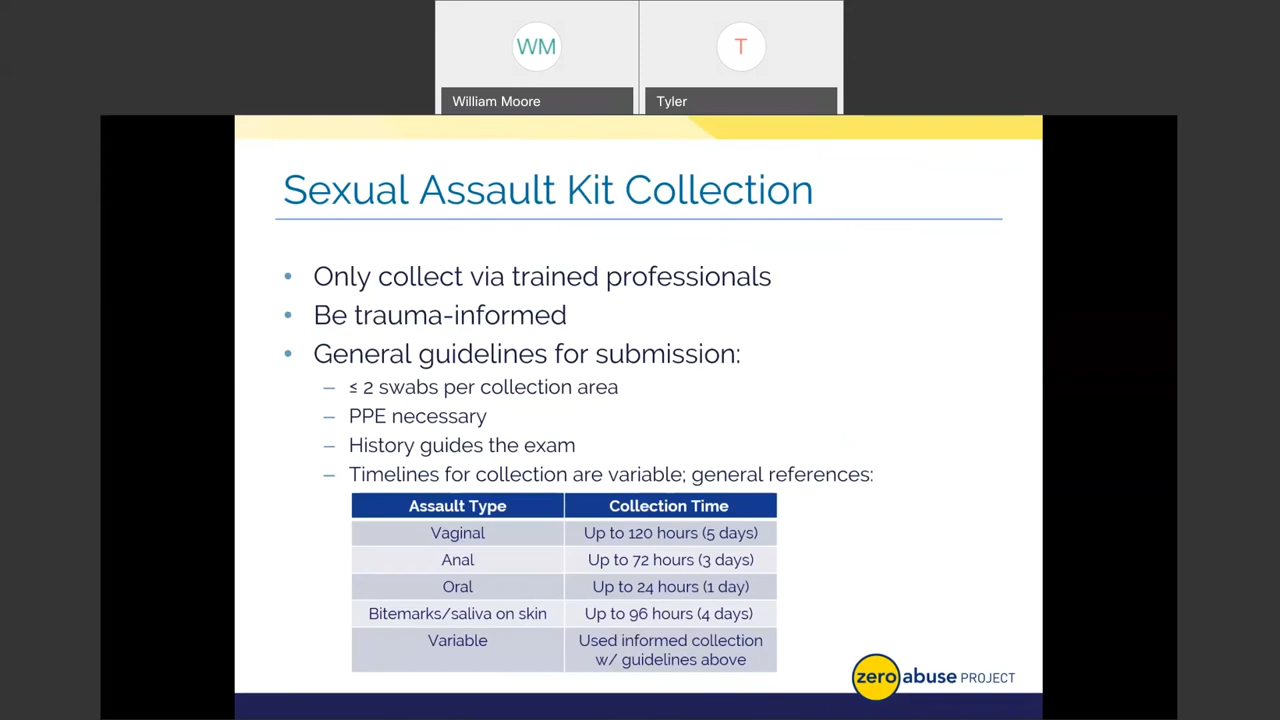 WM
T
William Moore
Tyler
Sexual Assault Kit Collection
• Only collect via trained professionals
• Be trauma-informed
• General guidelines for submission:
– ≤ 2 swabs per collection area
– PPE necessary
– History guides the exam
– Timelines for collection are variable; general references:
Assault Type Collection Time
Vaginal Up to 120 hours (5 days)
Anal Up to 72 hours (3 days)
Oral Up to 24 hours (1 day)
Bitemarks/saliva on skin Up to 96 hours (4 days)
Variable Used informed collection
w/ guidelines above
zero abuse PROJECT